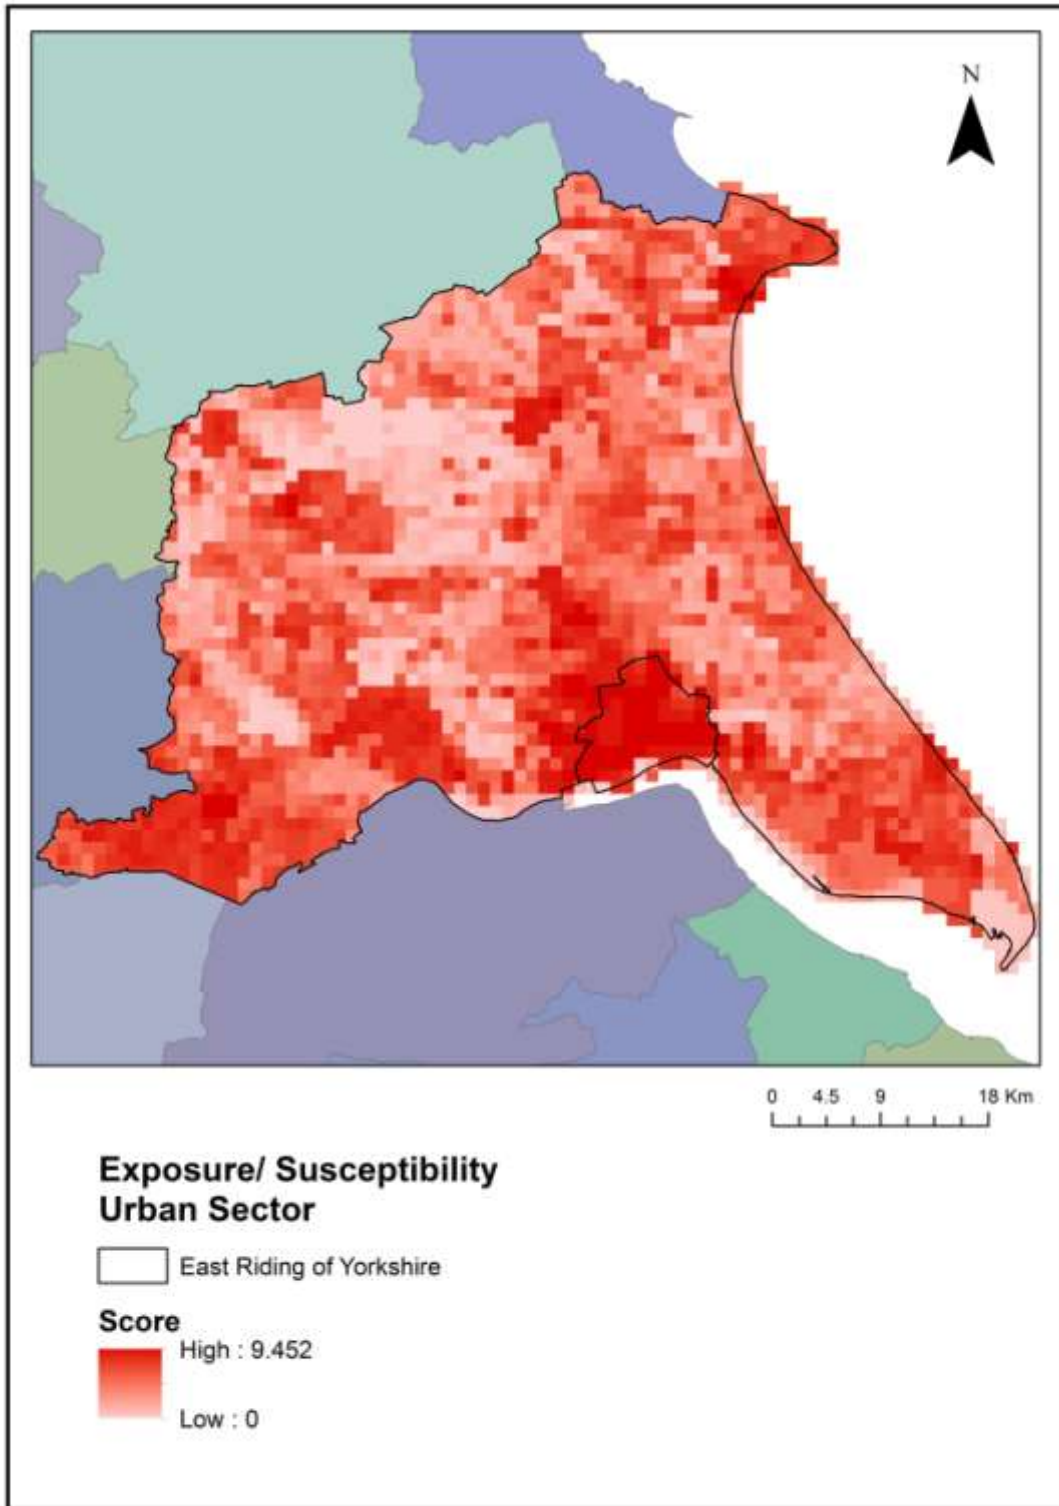 N
0 4.5 9 18 Km
Exposure/ Susceptibility
Urban Sector
East Riding of Yorkshire
Score
High : 9.452
Low : 0